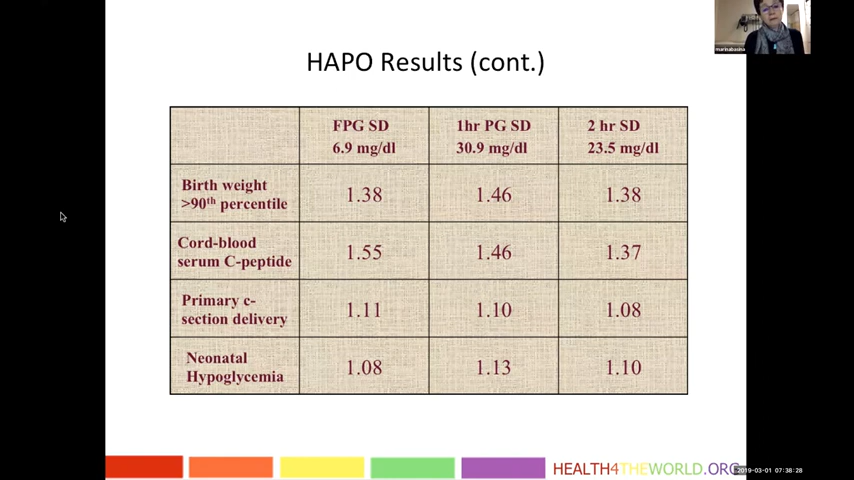 marinabasina
HAPO Results (cont.)
FPG SD
6.9 mg/dl
1hr PG SD
30.9 mg/dl
2 hr SD
23.5 mg/dl
Birth weight
>90th percentile
1.38
1.46
1.38
Cord-blood
serum C-peptide
1.55
1.46
1.37
Primary c-
section delivery
1.11
1.10
1.08
Neonatal
Hypoglycemia
1.08
1.13
1.10
HEALTH4THEWORLD.ORG
2019-03-01 07:38:28